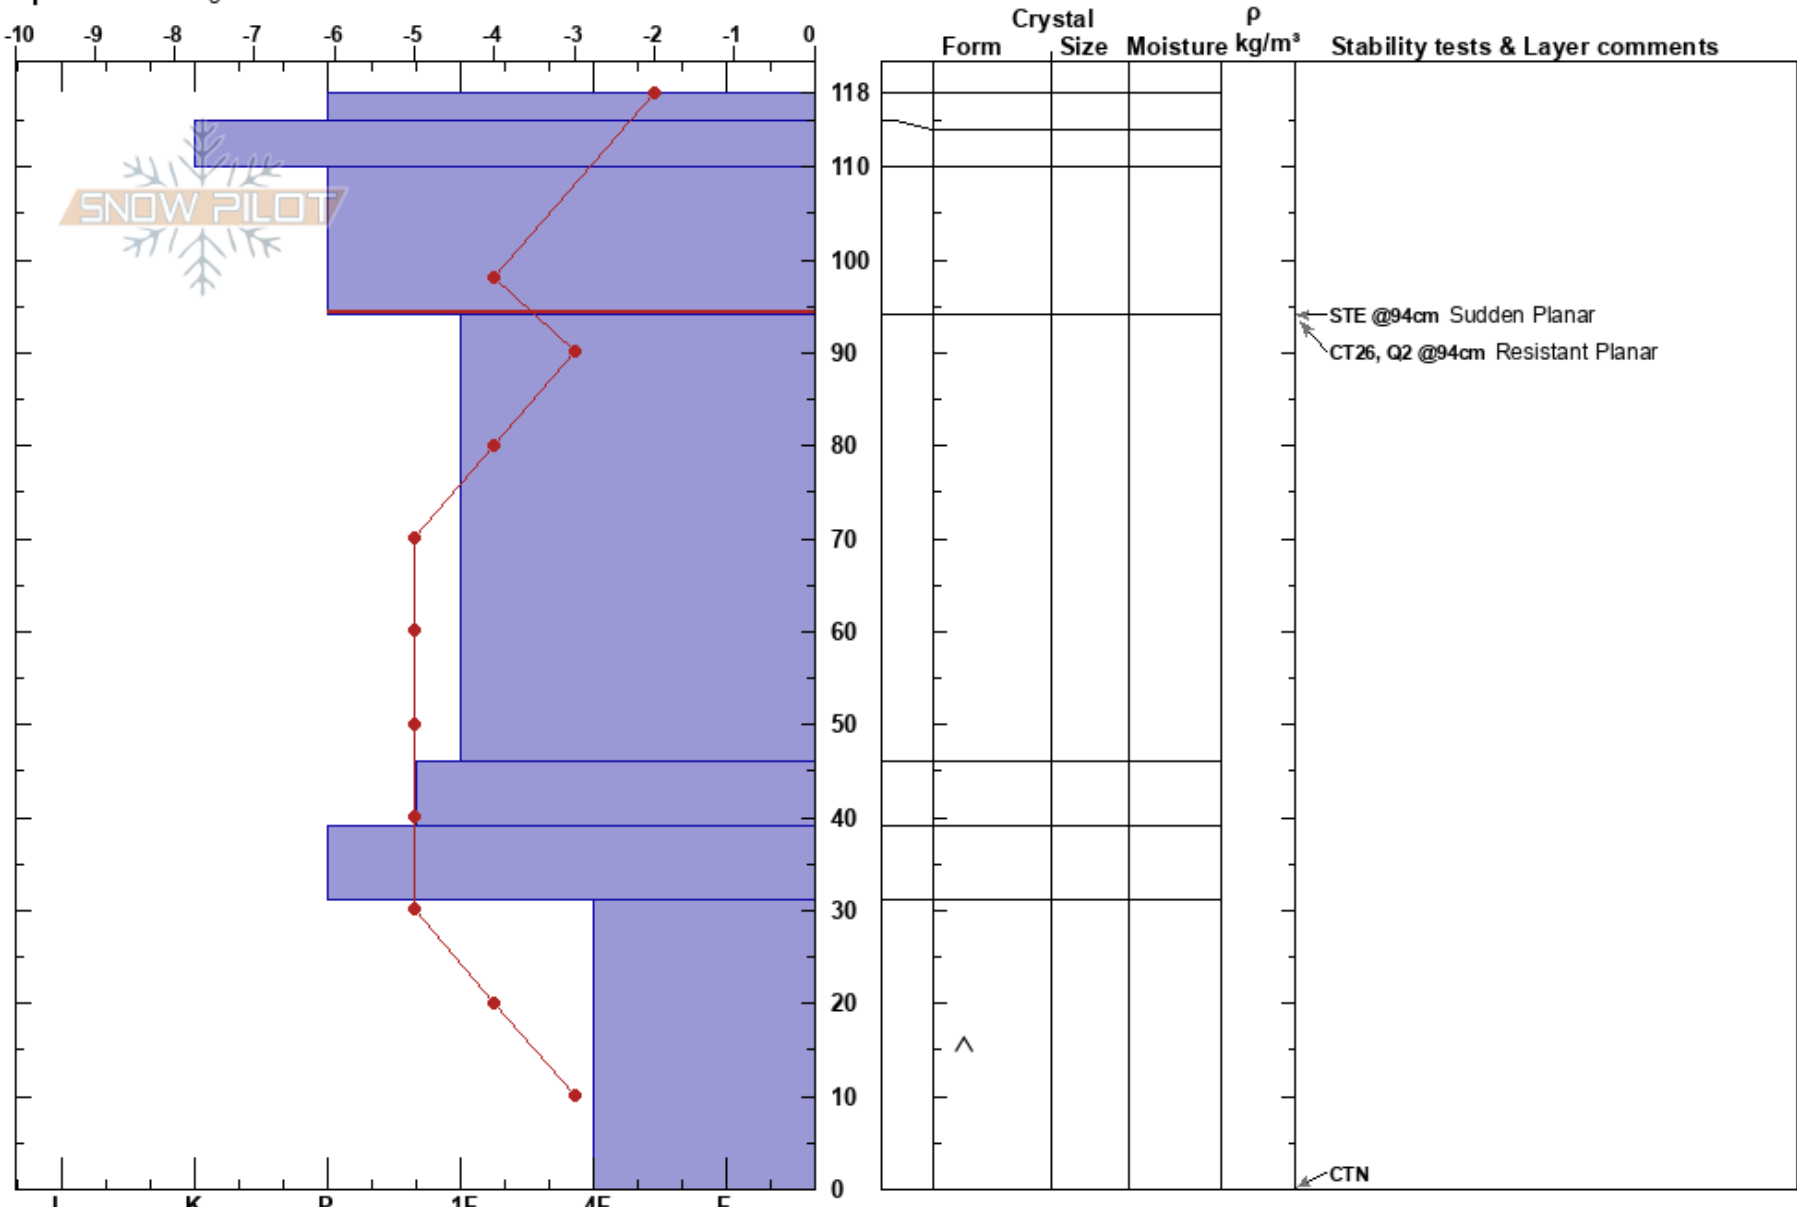 Crystal ρ
-10 -9 -8 -7 -6 -5 -4 -3 -2 -1 0 Form Size Moisture kg/m³ Stability tests & Layer comments
118
110
SNOW PILOT
100
STE @94cm Sudden Planar
90 CT26, Q2 @94cm Resistant Planar
80
70
60
50
40
30
20
10
CTN
0
I K P 1F 4F F